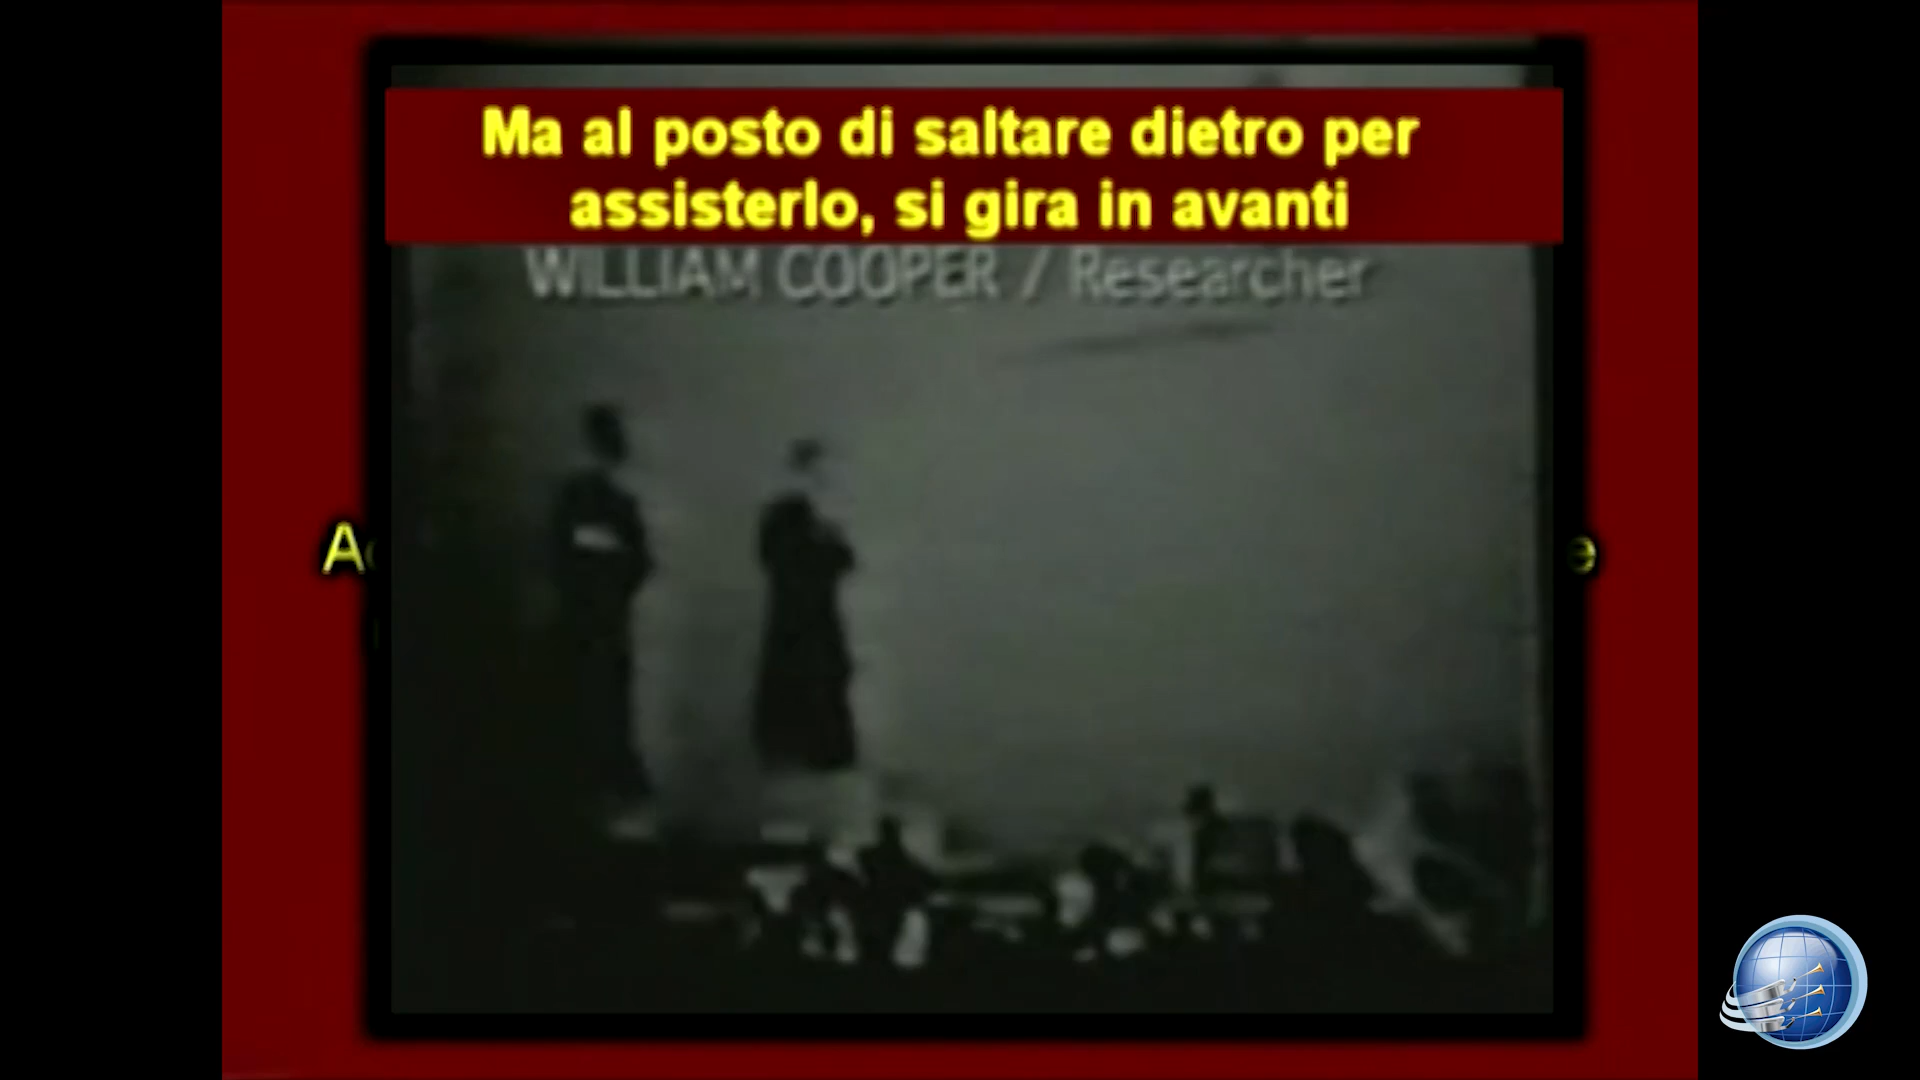 Ma al posto di saltare dietro per
assisterlo, si gira in avanti
WILLIAM COOPER / Researcher